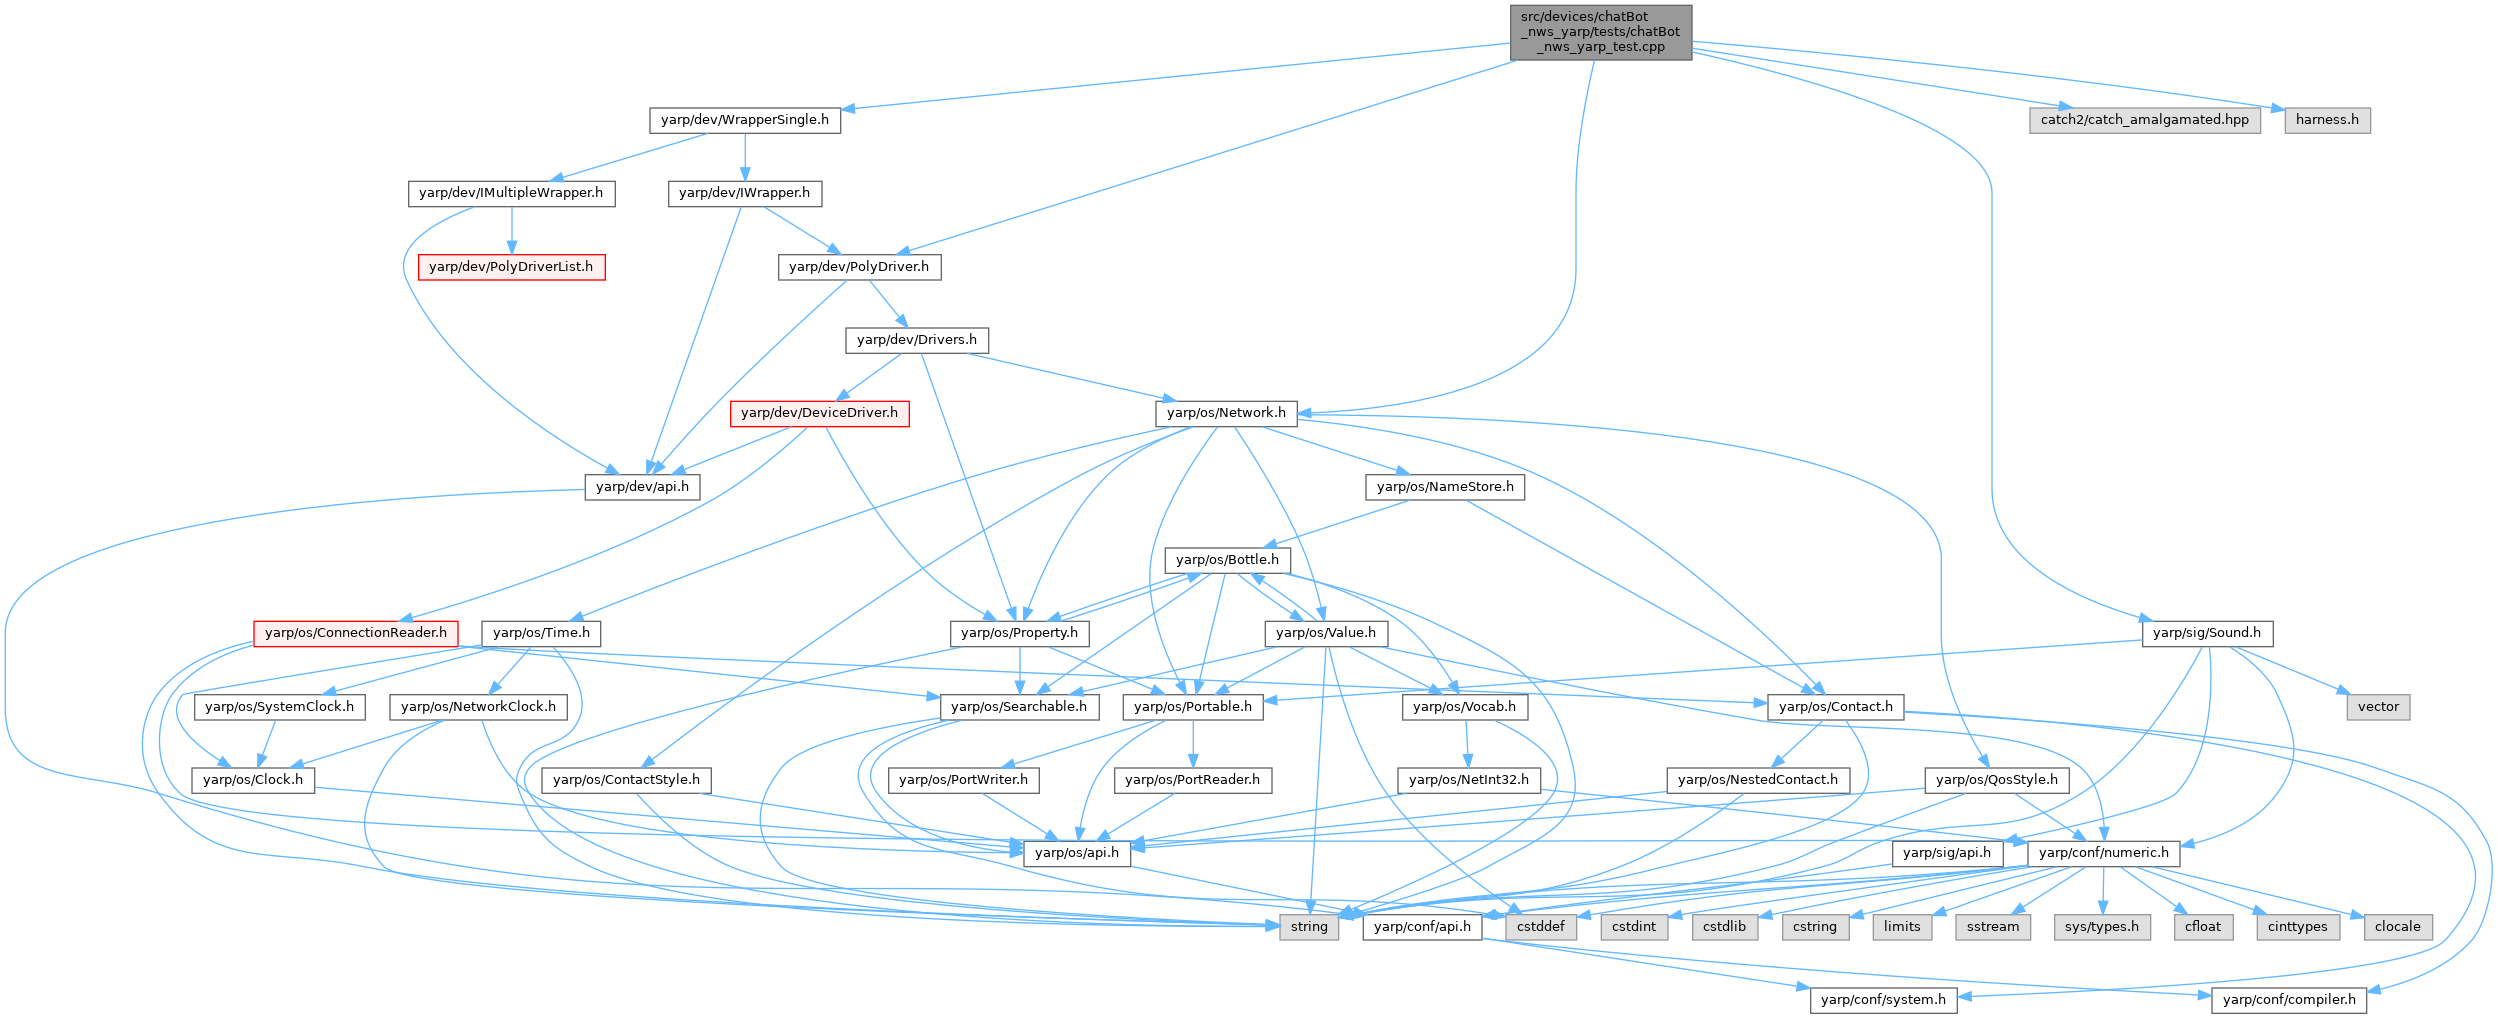 src/devices/chatBot
_nws_yarp/tests/chatBot
_nws_yarp_test.cpp
yarp/dev/WrapperSingle.h
catch2/catch_amalgamated.hpp
harness.h
yarp/dev/IMultipleWrapper.h
yarp/dev/IWrapper.h
yarp/dev/PolyDriverList.h
yarp/dev/PolyDriver.h
yarp/dev/Drivers.h
yarp/dev/DeviceDriver.h
yarp/os/Network.h
yarp/dev/api.h
yarp/os/NameStore.h
yarp/os/Bottle.h
yarp/os/ConnectionReader.h
yarp/os/Time.h
yarp/os/Property.h
yarp/os/Value.h
yarp/sig/Sound.h
yarp/os/SystemClock.h
yarp/os/NetworkClock.h
yarp/os/Searchable.h
yarp/os/Portable.h
yarp/os/Vocab.h
yarp/os/Contact.h
vector
yarp/os/Clock.h
yarp/os/ContactStyle.h
yarp/os/PortWriter.h
yarp/os/PortReader.h
yarp/os/NetInt32.h
yarp/os/NestedContact.h
yarp/os/QosStyle.h
yarp/os/api.h
yarp/sig/api.h
yarp/conf/numeric.h
string
yarp/conf/api.h
cstddef
cstdint
cstdlib
cstring
limits
sstream
sys/types.h
cfloat
cinttypes
clocale
yarp/conf/system.h
yarp/conf/compiler.h